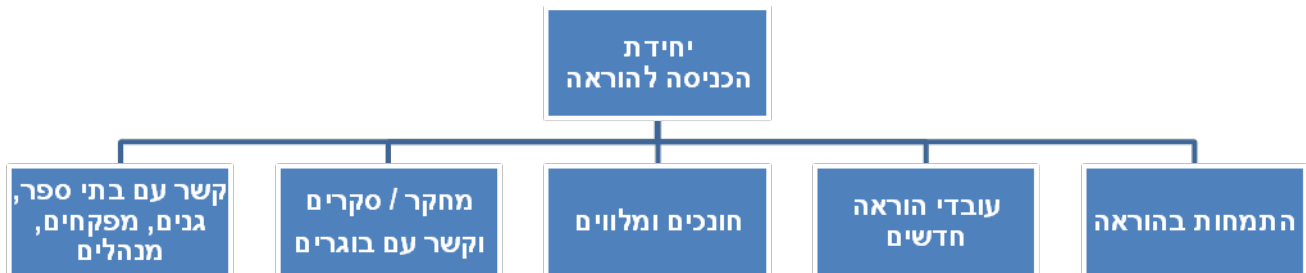 יחידת
הכניסה להוראה
התמחות בהוראה
עובדי הוראה
חדשים
חונכים ומלווים
מחקר / סקרים
וקשר עם בוגרים
קשר עם בתי ספר,
גנים, מפקחים,
מנהלים